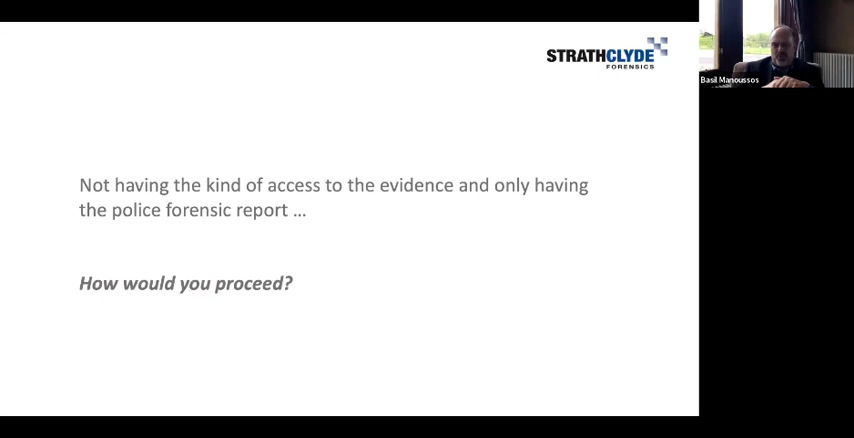 STRATHCLYDE
FORENSICS
Basil Manoussos
Not having the kind of access to the evidence and only having
the police forensic report …
How would you proceed?